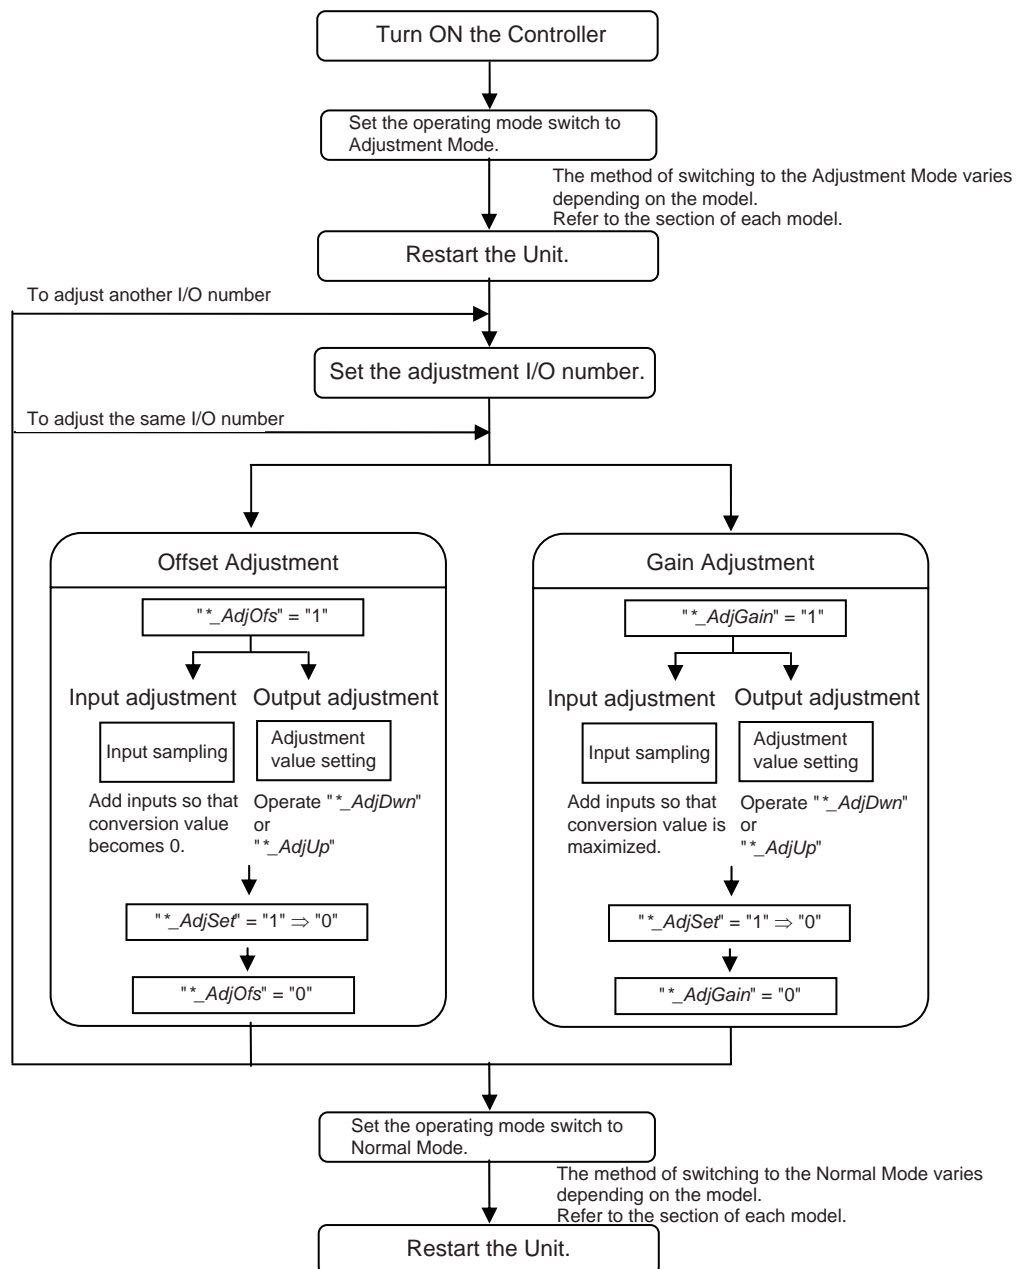 Turn ON the Controller
Set the operating mode switch to
Adjustment Mode.
The method of switching to the Adjustment Mode varies
depending on the model.
Refer to the section of each model.
Restart the Unit.
To adjust another I/O number
Set the adjustment I/O number.
To adjust the same I/O number
Offset Adjustment
"*_AdjOfs" = "1"
Input adjustment
Output adjustment
Input sampling
Adjustment
value setting
Add inputs so that
conversion value
becomes 0.
Operate "*_AdjDwn"
or
"*_AdjUp"
"*_AdjSet" = "1" ⇒ "0"
"*_AdjOfs" = "0"
Gain Adjustment
"*_AdjGain" = "1"
Input adjustment
Output adjustment
Input sampling
Adjustment
value setting
Add inputs so that
conversion value is
maximized.
Operate "*_AdjDwn"
or
"*_AdjUp"
"*_AdjSet" = "1" ⇒ "0"
"*_AdjGain" = "0"
Set the operating mode switch to
Normal Mode.
The method of switching to the Normal Mode varies
depending on the model.
Refer to the section of each model.
Restart the Unit.